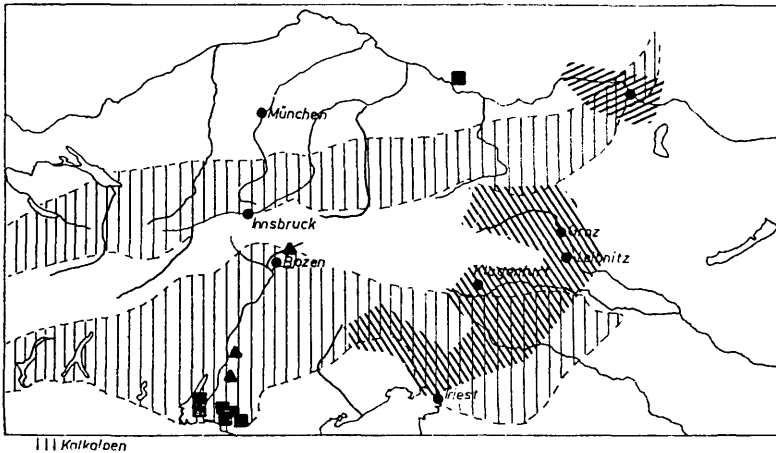 München
Innsbruck
Graz
Bozen
Leibnitz
Klagenfurt
Triest
||| Kalkalpen